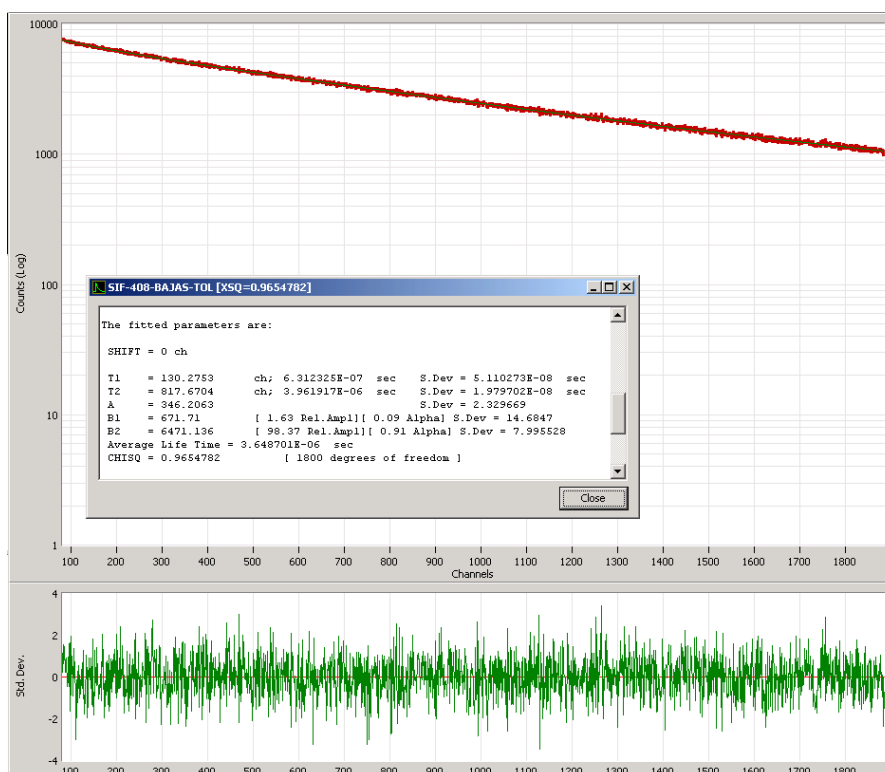 10000
1000
100
10
1
Counts (Log)
SIF-408-BAJAS-TOL [XSQ=0.9654782]
The fitted parameters are:
SHIFT = 0 ch
T1 = 130.2753 ch; 6.312325E-07 sec S.Dev = 5.110273E-08 sec
T2 = 817.6704 ch; 3.961917E-06 sec S.Dev = 1.979702E-08 sec
A = 346.2063 S.Dev = 2.329669
B1 = 671.71 [ 1.63 Rel.Ampl][ 0.09 Alpha] S.Dev = 14.6847
B2 = 6471.136 [ 98.37 Rel.Ampl][ 0.91 Alpha] S.Dev = 7.995528
Average Life Time = 3.648701E-06 sec
CHISQ = 0.9654782 [ 1800 degrees of freedom ]
Close
100 200 300 400 500 600 700 800 900 1000 1100 1200 1300 1400 1500 1600 1700 1800
Channels
4
2
0
-2
-4
Std. Dev.
100 200 300 400 500 600 700 800 900 1000 1100 1200 1300 1400 1500 1600 1700 1800